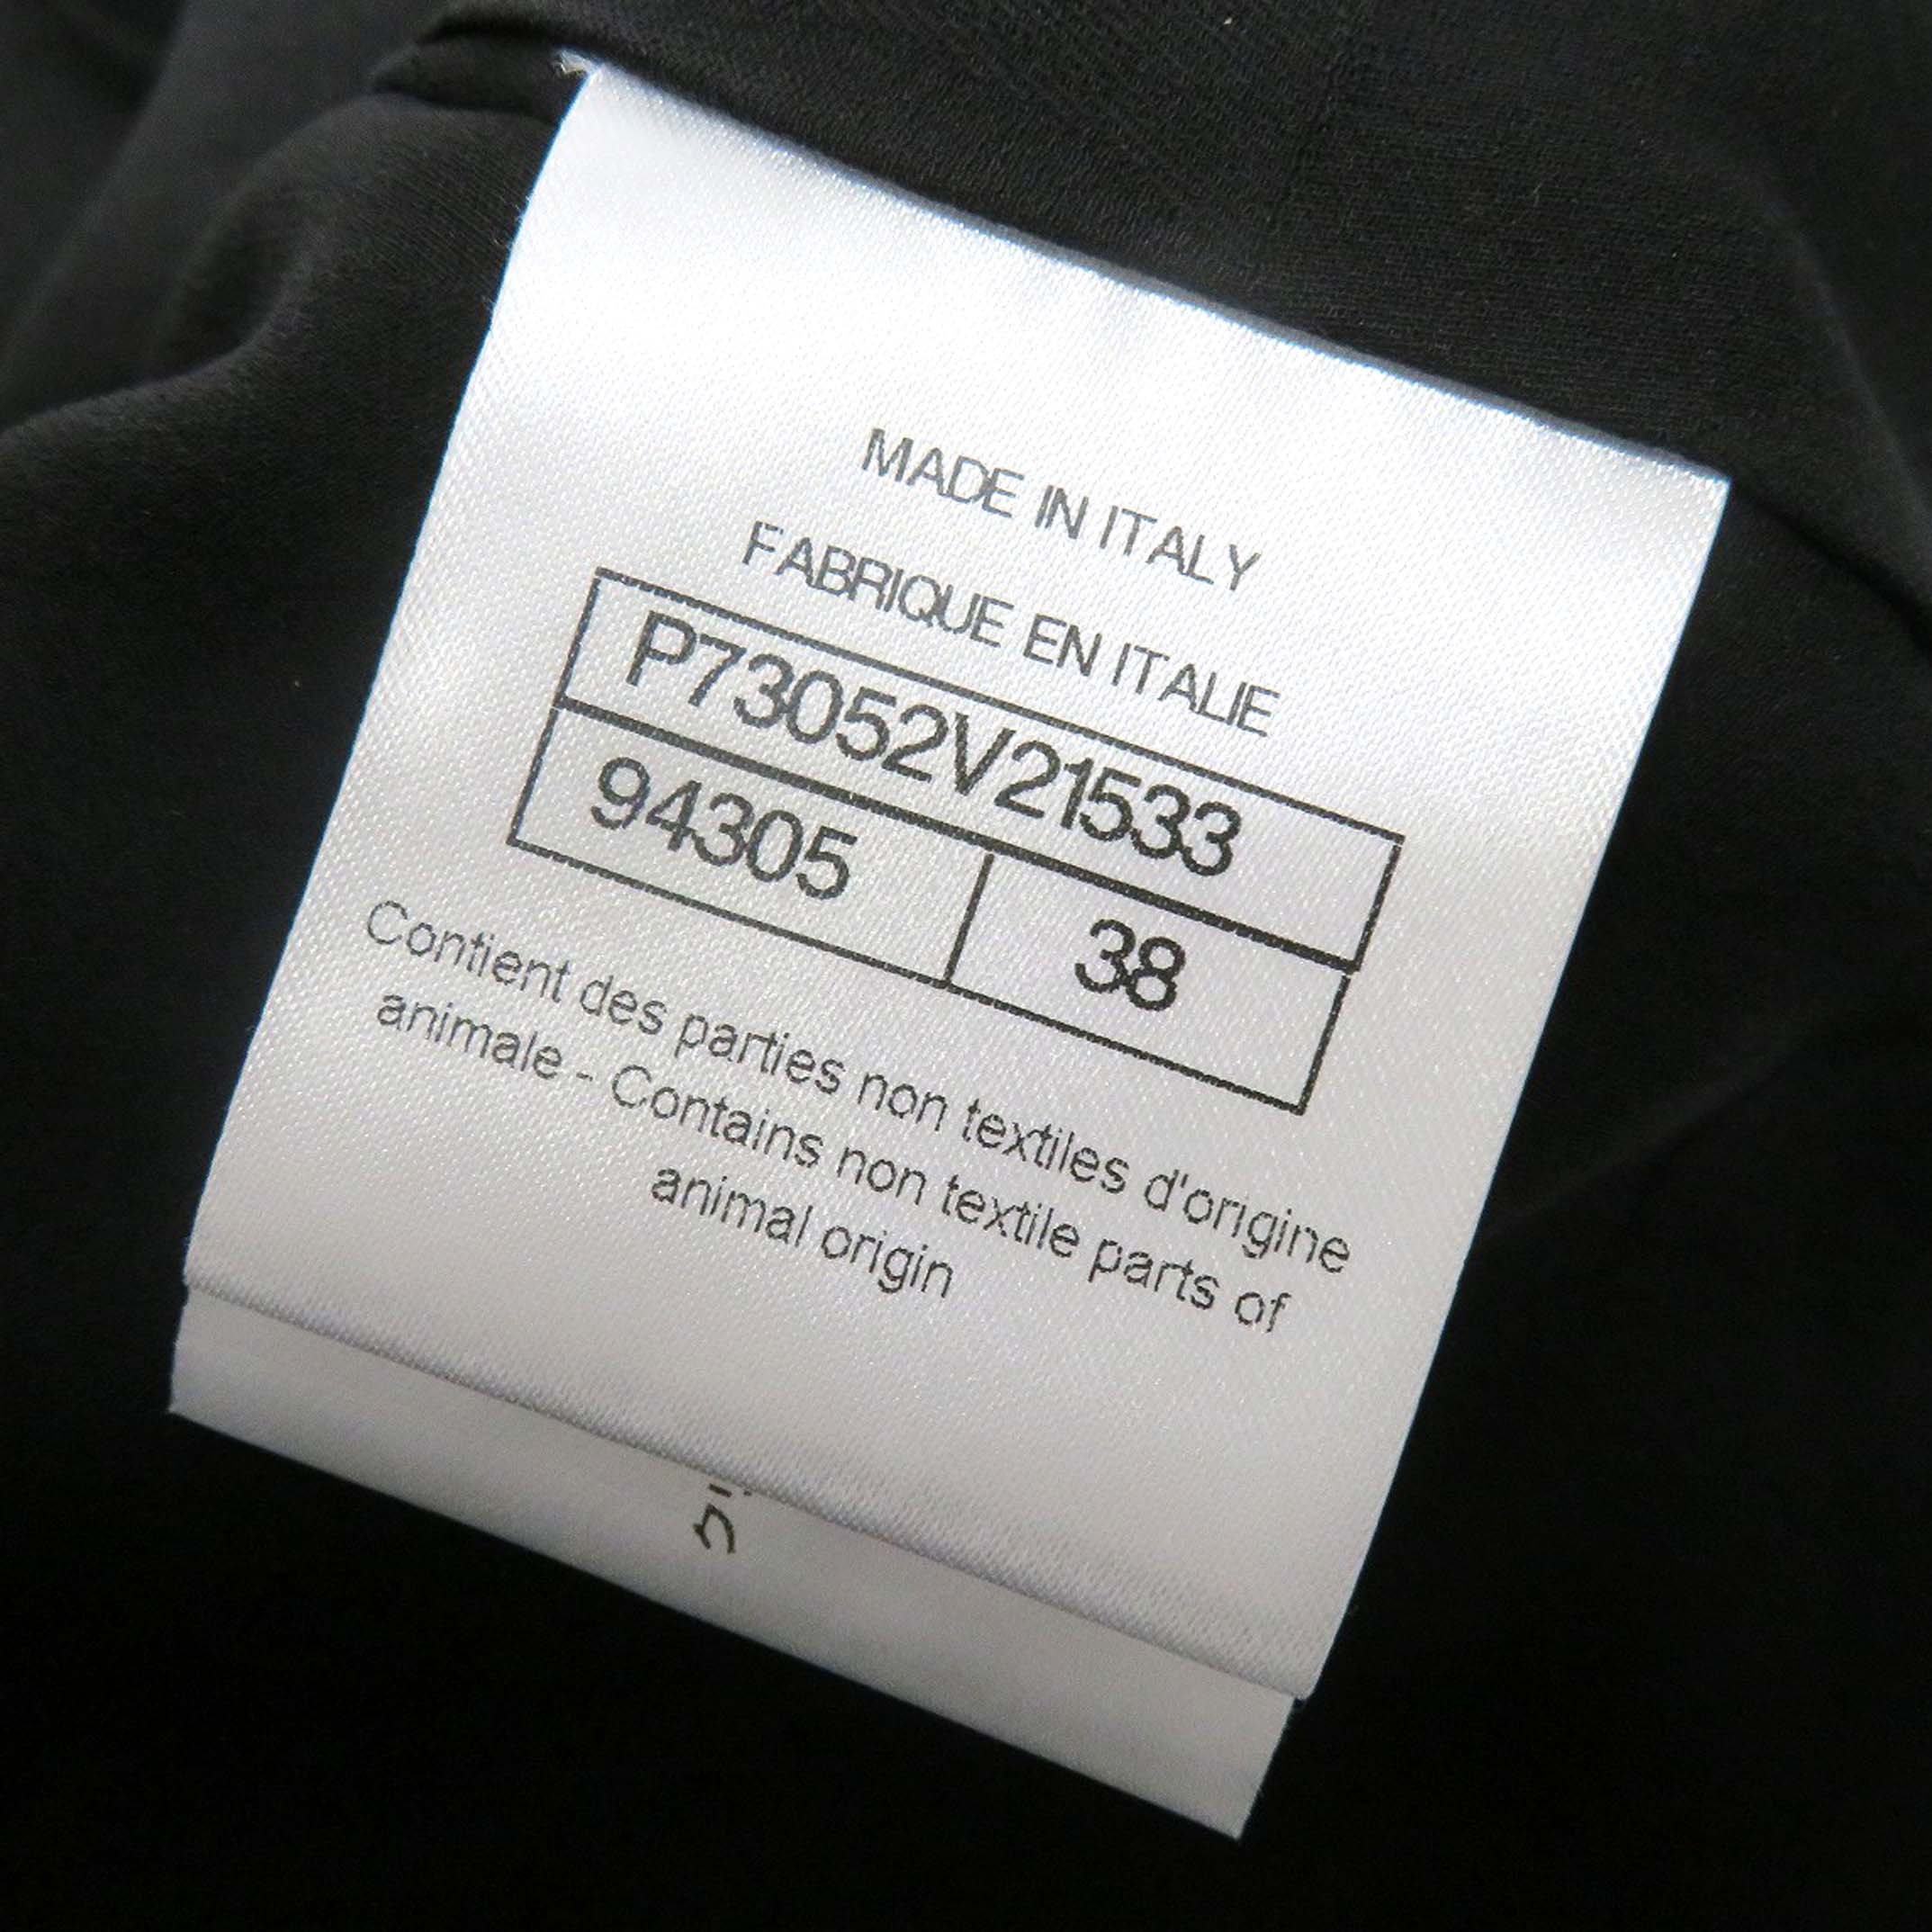 MADE IN ITALY
FABRIQUE EN ITALIE
P73052V21533
94305 38
Contient des parties non textiles d'origine
animale - Contains non textile parts of
animal origin